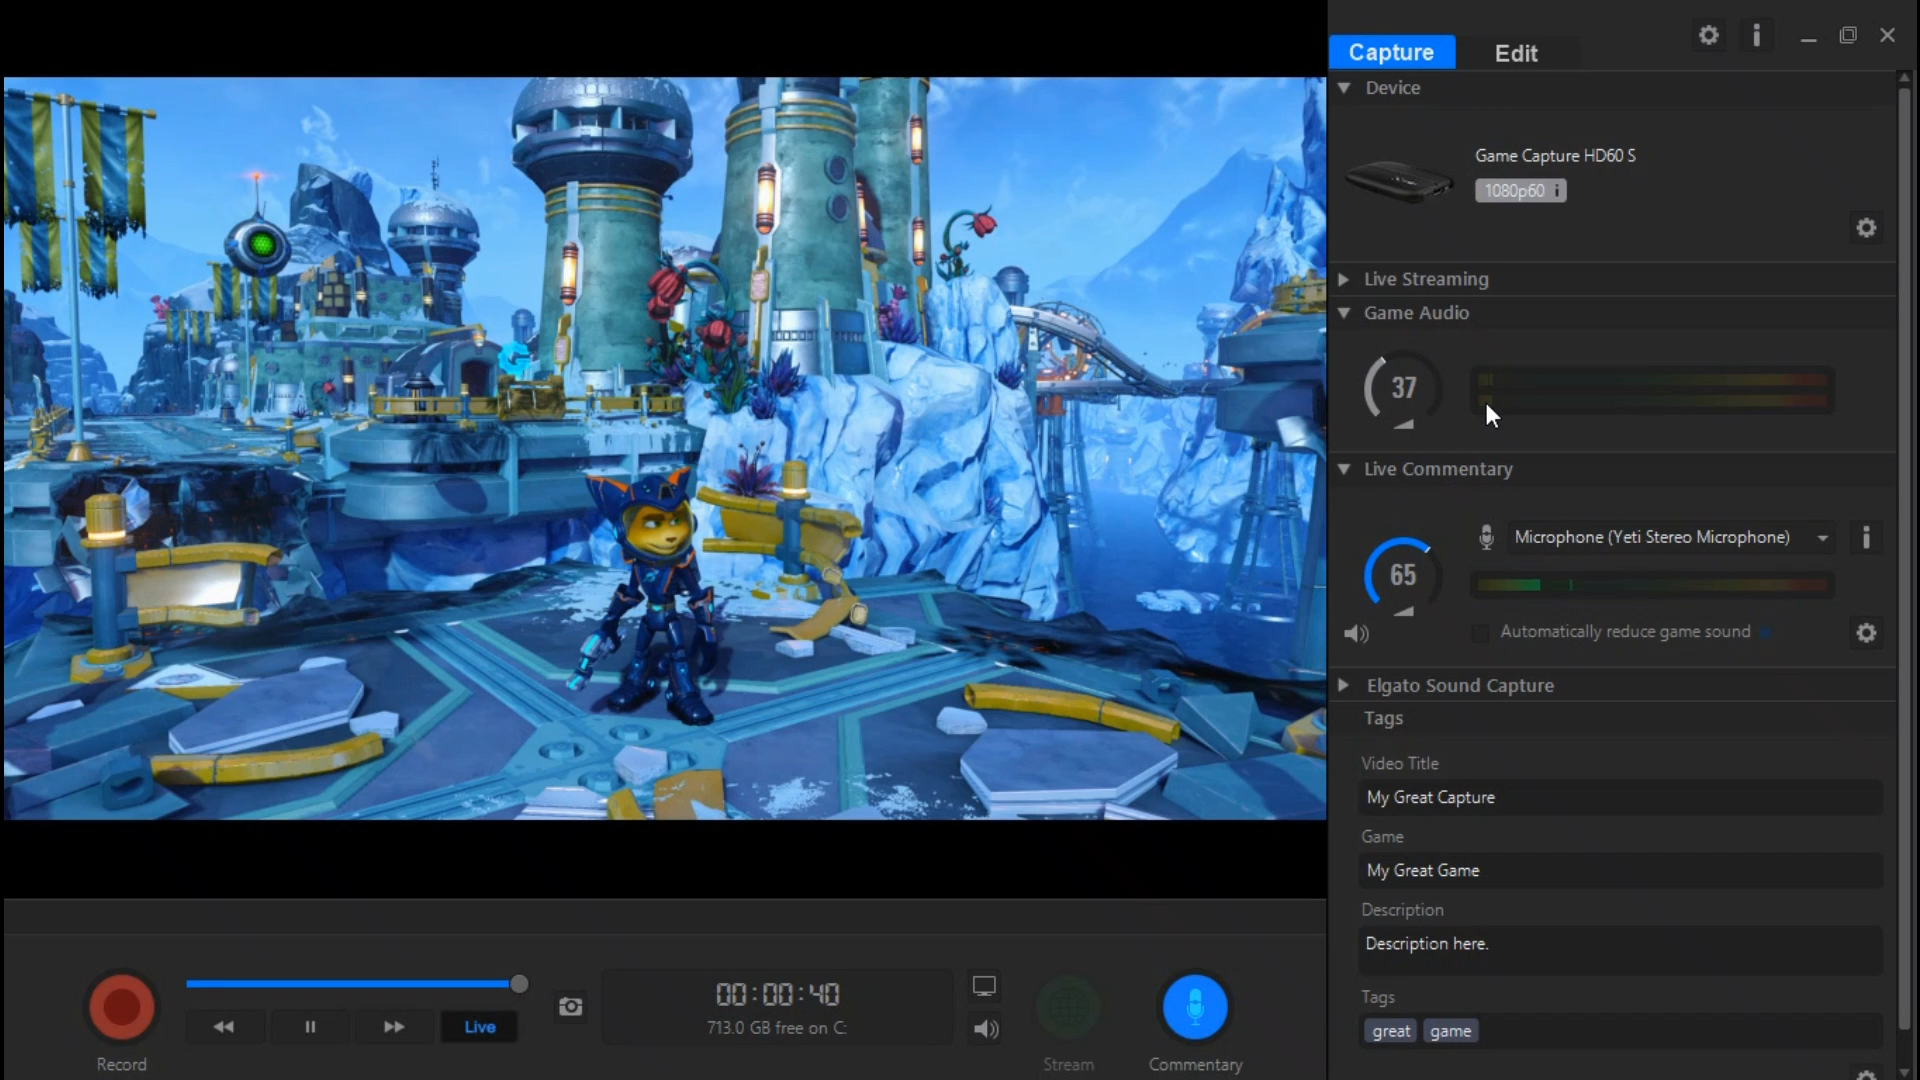 Capture
Edit
Device
Game Capture HD60 S
1080p60 i
Live Streaming
Game Audio
37
Live Commentary
Microphone (Yeti Stereo Microphone)
65
Automatically reduce game sound
Elgato Sound Capture
Tags
Video Title
My Great Capture
Game
My Great Game
Description
Description here.
Tags
great game
00:00:40
713.0 GB free on C:
Live
Record
Stream
Commentary